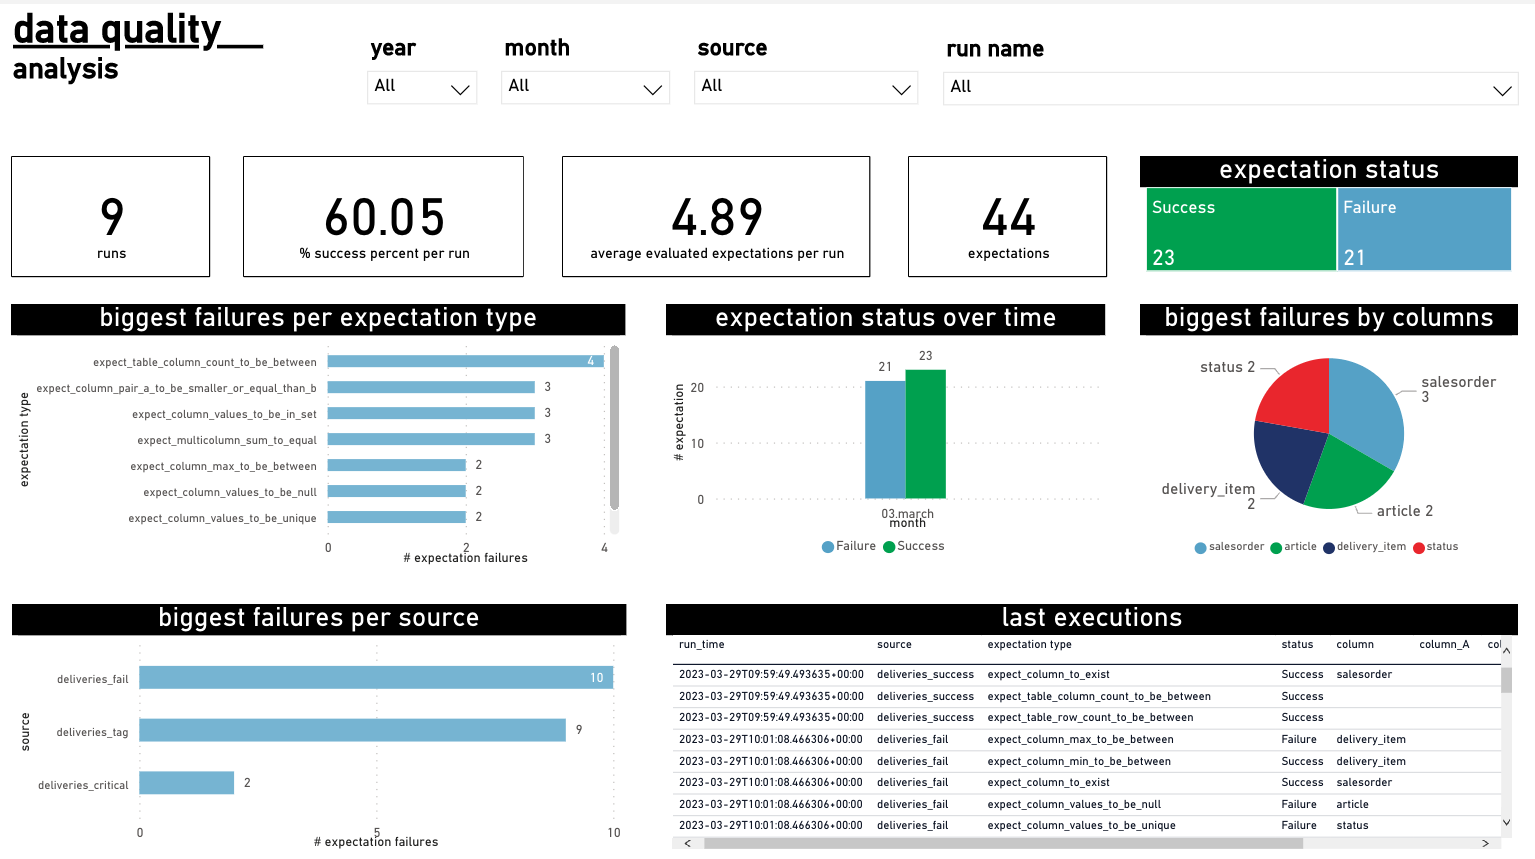 data quality__
analysis
year
All
month
All
source
All
run name
All
9
runs
60.05
% success percent per run
4.89
average evaluated expectations per run
44
expectations
expectation status
Success
23
Failure
21
biggest failures per expectation type
expectation type
expect_table_column_count_to_be_between 4
expect_column_pair_a_to_be_smaller_or_equal_than_b 3
expect_column_values_to_be_in_set 3
expect_multicolumn_sum_to_equal 3
expect_column_max_to_be_between 2
expect_column_values_to_be_null 2
expect_column_values_to_be_unique 2
0 2 4
# expectation failures
expectation status over time
# expectation
20
10
0
21
23
03.march
month
Failure Success
biggest failures by columns
status 2
salesorder
3
delivery_item
2
article 2
salesorder article delivery_item status
biggest failures per source
source
deliveries_fail 10
deliveries_tag 9
deliveries_critical 2
0 5 10
# expectation failures
last executions
run_time source expectation type status column column_A col
2023-03-29T09:59:49.493635+00:00 deliveries_success expect_column_to_exist Success salesorder
2023-03-29T09:59:49.493635+00:00 deliveries_success expect_table_column_count_to_be_between Success
2023-03-29T09:59:49.493635+00:00 deliveries_success expect_table_row_count_to_be_between Success
2023-03-29T10:01:08.466306+00:00 deliveries_fail expect_column_max_to_be_between Failure delivery_item
2023-03-29T10:01:08.466306+00:00 deliveries_fail expect_column_min_to_be_between Success delivery_item
2023-03-29T10:01:08.466306+00:00 deliveries_fail expect_column_to_exist Success salesorder
2023-03-29T10:01:08.466306+00:00 deliveries_fail expect_column_values_to_be_null Failure article
2023-03-29T10:01:08.466306+00:00 deliveries_fail expect_column_values_to_be_unique Failure status